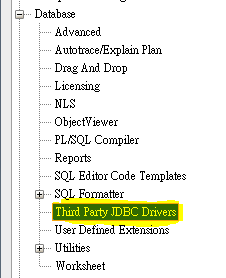 Database
Advanced
Autotrace/Explain Plan
Drag And Drop
Licensing
NLS
ObjectViewer
PL/SQL Compiler
Reports
SQL Editor Code Templates
SQL Formatter
Third Party JDBC Drivers
User Defined Extensions
Utilities
Worksheet